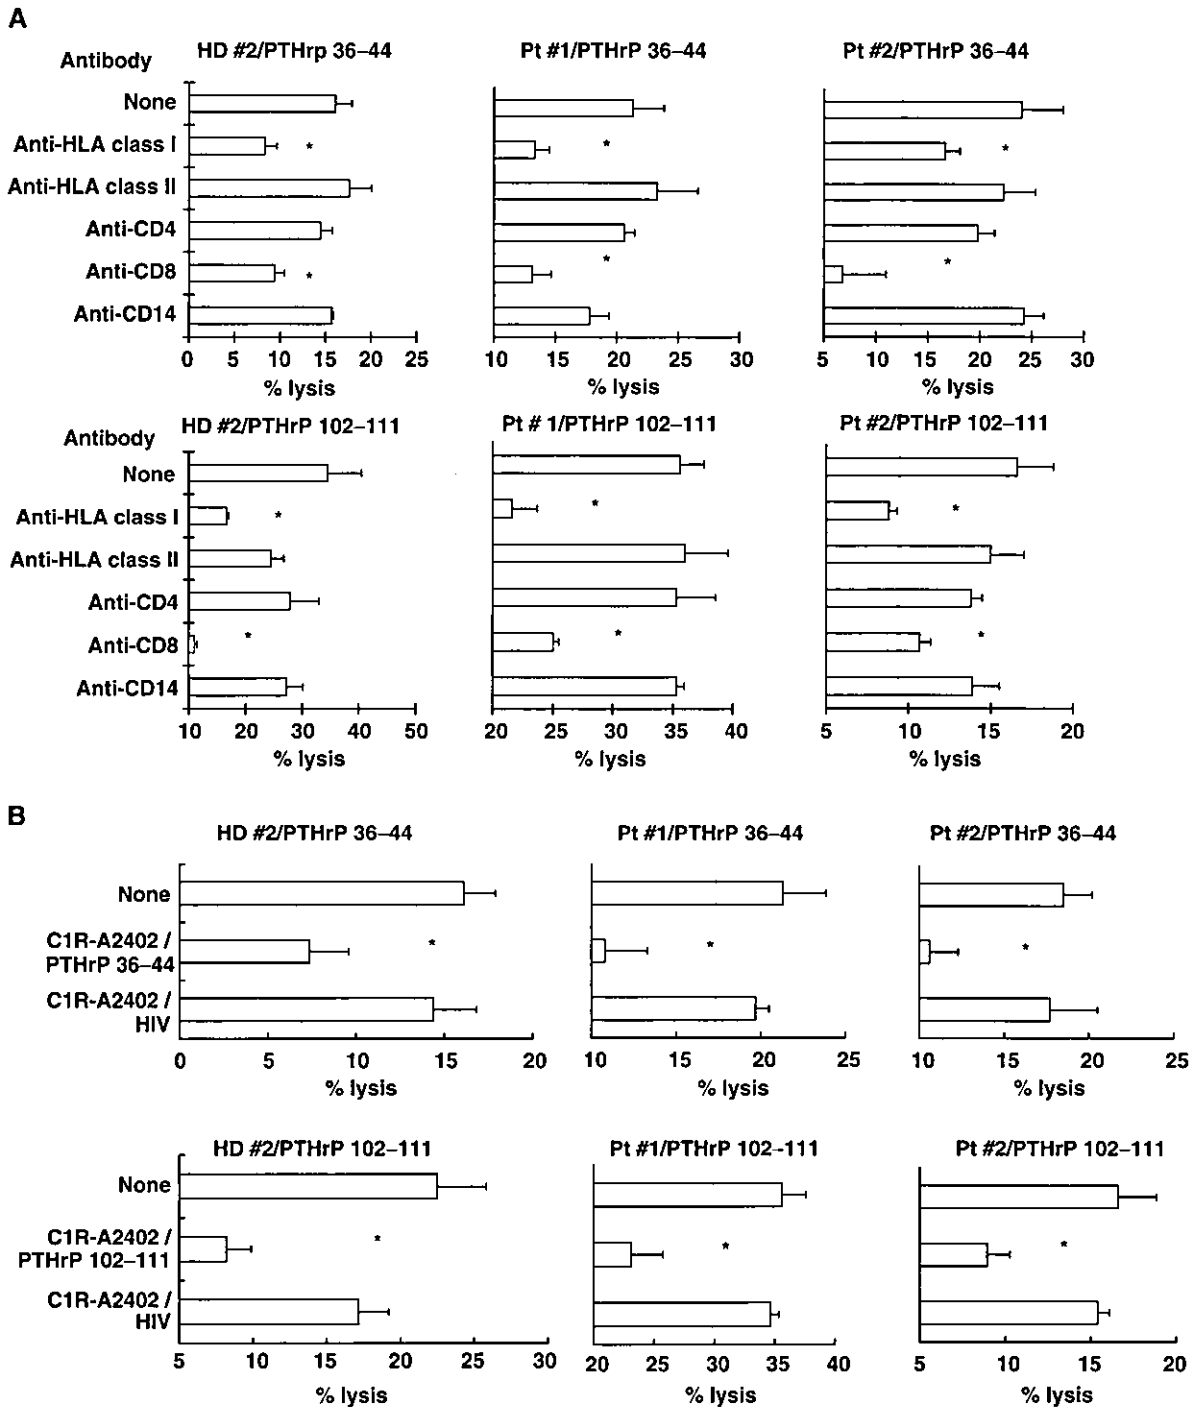 A
HD #2/PTHrp 36–44 Pt #1/PTHrP 36–44 Pt #2/PTHrP 36–44
Antibody
None
Anti-HLA class I * * *
Anti-HLA class II
Anti-CD4
Anti-CD8 * * *
Anti-CD14
0 5 10 15 20 25 10 20 30 5 10 15 20 25 30
% lysis % lysis % lysis
HD #2/PTHrP 102–111 Pt # 1/PTHrP 102–111 Pt #2/PTHrP 102–111
Antibody
None
Anti-HLA class I * * *
Anti-HLA class II
Anti-CD4
Anti-CD8 * * *
Anti-CD14
10 20 30 40 50 20 25 30 35 40 5 10 15 20
% lysis % lysis % lysis
B
HD #2/PTHrP 36–44 Pt #1/PTHrP 36–44 Pt #2/PTHrP 36–44
None
C1R-A2402 / * * *
PTHrP 36–44
C1R-A2402 /
HIV
0 5 10 15 20 10 15 20 25 10 15 20 25
% lysis % lysis % lysis
HD #2/PTHrP 102–111 Pt #1/PTHrP 102-111 Pt #2/PTHrP 102–111
None
C1R-A2402 / * * *
PTHrP 102–111
C1R-A2402 /
HIV
5 10 15 20 25 30 20 25 30 35 40 5 10 15 20
% lysis % lysis % lysis